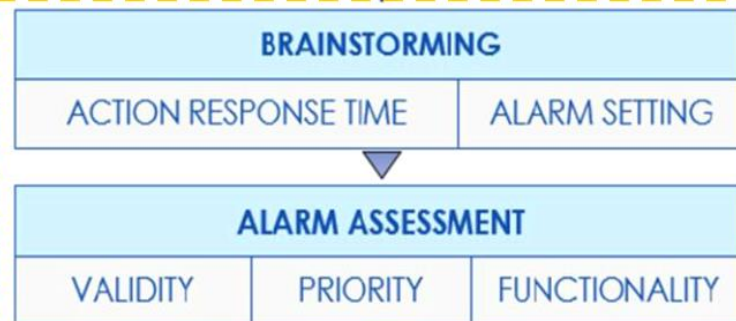 BRAINSTORMING
ACTION RESPONSE TIME ALARM SETTING
ALARM ASSESSMENT
VALIDITY PRIORITY FUNCTIONALITY